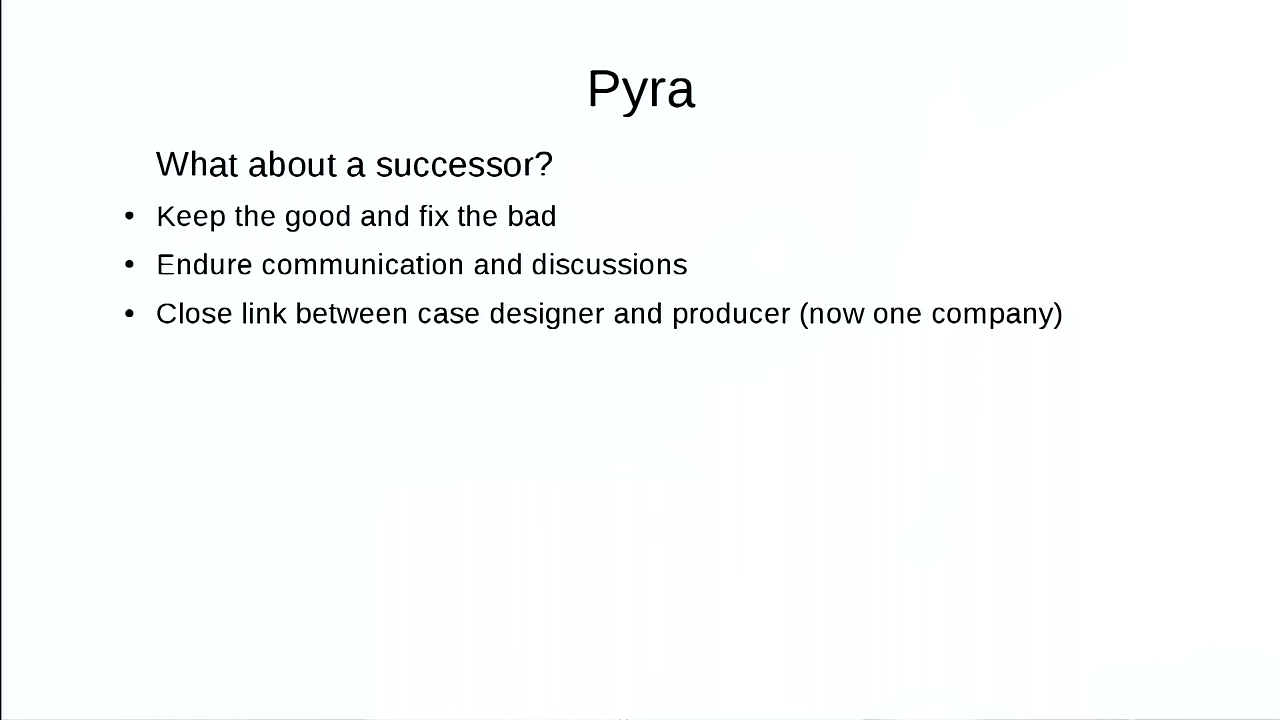 Pyra
What about a successor?
• Keep the good and fix the bad
• Endure communication and discussions
• Close link between case designer and producer (now one company)